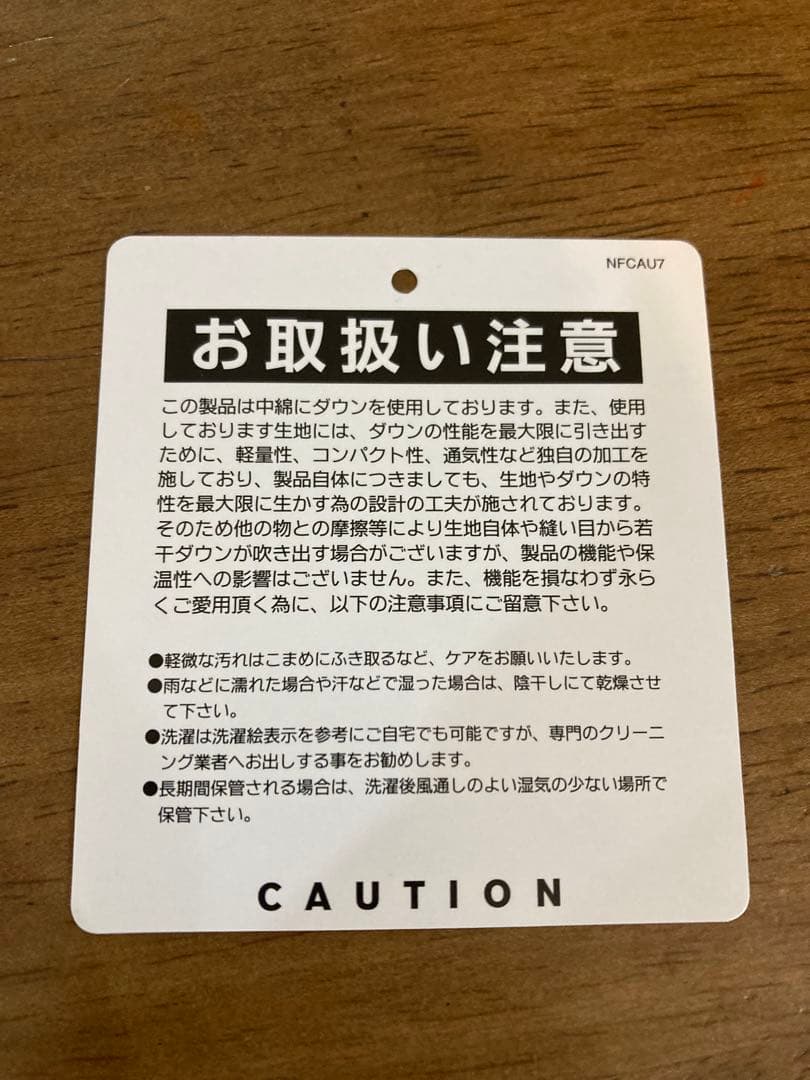 NFCAU7
お取扱い注意
この製品は中綿にダウンを使用しております。また、使用
しております生地には、ダウンの性能を最大限に引き出す
ために、軽量性、コンパクト性、通気性など独自の加工を
施しており、製品自体につきましても、生地やダウンの特
性を最大限に生かす為の設計の工夫が施されております。
そのため他の物との摩擦等により生地自体や縫い目から若
干ダウンが吹き出す場合がございますが、製品の機能や保
温性への影響はございません。また、機能を損なわず永ら
くご愛用頂く為に、以下の注意事項にご留意下さい。
●軽微な汚れはこまめにふき取るなど、ケアをお願いいたします。
●雨などに濡れた場合や汗などで湿った場合は、陰干しにて乾燥させ
て下さい。
●洗濯は洗濯絵表示を参考にご自宅でも可能ですが、専門のクリーニ
ング業者へお出しする事をお勧めします。
●長期間保管される場合は、洗濯後風通しのよい湿気の少ない場所で
保管下さい。
CAUTION